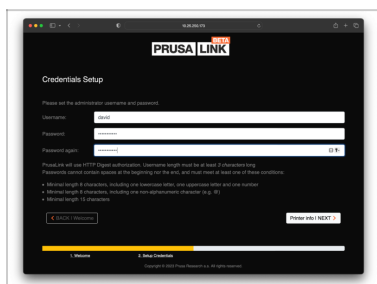 10.25.252.173
PRUSA LINK BETA
Credentials Setup
Please set the administrator username and password.
Username: david
Password:
Password again:
PrusaLink will use HTTP Digest authorization. Username length must be at least 3 characters long.
Passwords cannot contain spaces at the beginning nor the end, and must meet at least one of these conditions:
Minimal length 8 characters, including one lowercase letter, one uppercase letter and one number
Minimal length 8 characters, including one non-alphanumeric character (e.g. @)
Minimal length 15 characters
< BACK | Welcome
Printer info | NEXT >
1. Welcome
2. Setup Credentials
Copyright © 2023 Prusa Research a.s. All rights reserved.